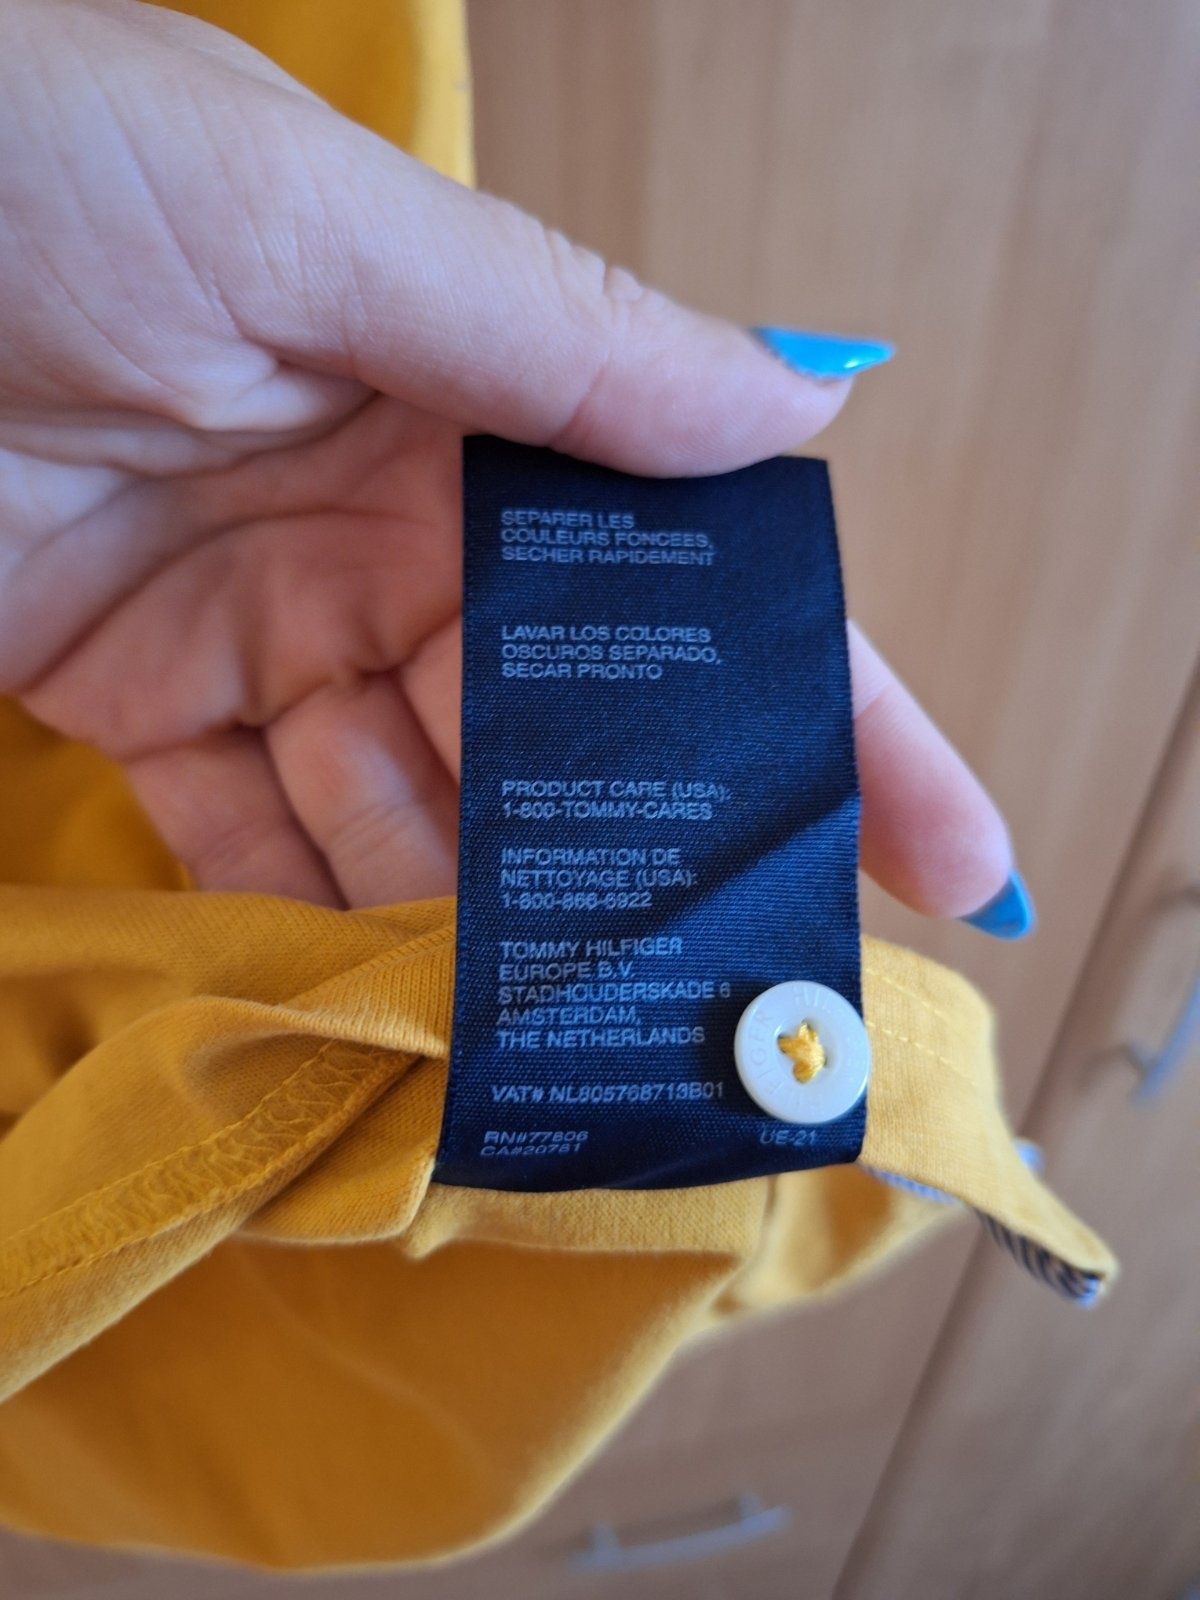 SEPARER LES
COULEURS FONCEES,
SECHER RAPIDEMENT
LAVAR LOS COLORES
OSCUROS SEPARADO,
SECAR PRONTO
PRODUCT CARE (USA):
1-800-TOMMY-CARES
INFORMATION DE
NETTOYAGE (USA):
1-800-866-6922
TOMMY HILFIGER
EUROPE B.V.
STADHOUDERSKADE 6
AMSTERDAM,
THE NETHERLANDS
VAT# NL805768713B01
RN#77806
CA#20761
UE-21